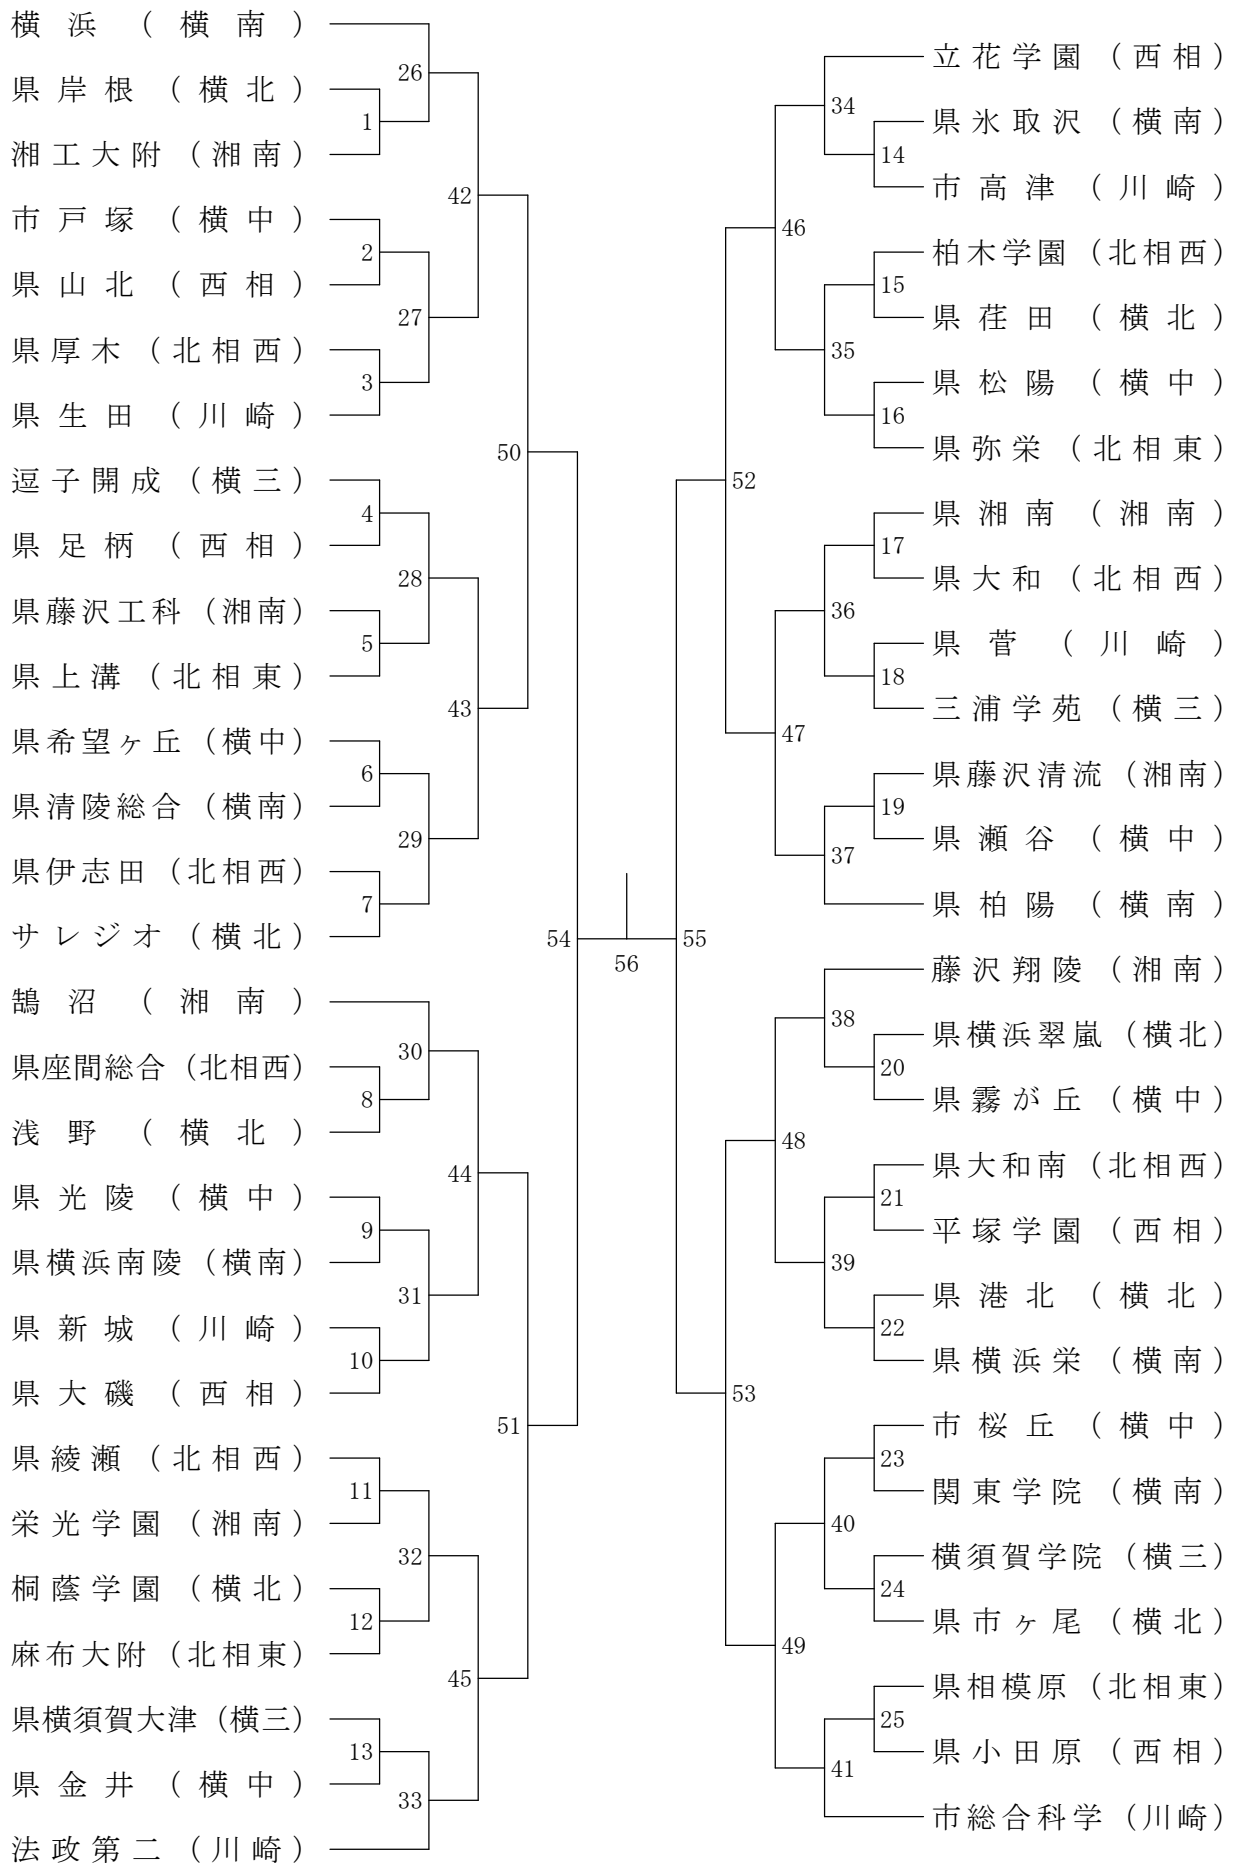 横浜（横南）
県岸根（横北）
湘工大附（湘南）
市戸塚（横中）
県山北（西相）
県厚木（北相西）
県生田（川崎）
逗子開成（横三）
県足柄（西相）
県藤沢工科（湘南）
県上溝（北相東）
県希望ヶ丘（横中）
県清陵総合（横南）
県伊志田（北相西）
サレジオ（横北）
鵠沼（湘南）
県座間総合（北相西）
浅野（横北）
県光陵（横中）
県横浜南陵（横南）
県新城（川崎）
県大磯（西相）
県綾瀬（北相西）
栄光学園（湘南）
桐蔭学園（横北）
麻布大附（北相東）
県横須賀大津（横三）
県金井（横中）
法政第二（川崎）
1
2
3
4
5
6
7
8
9
10
11
12
13
26
27
28
29
30
31
32
33
42
43
44
45
50
51
54
56
55
52
53
46
47
48
49
34
35
36
37
38
39
40
41
14
15
16
17
18
19
20
21
22
23
24
25
立花学園（西相）
県氷取沢（横南）
市高津（川崎）
柏木学園（北相西）
県荏田（横北）
県松陽（横中）
県弥栄（北相東）
県湘南（湘南）
県大和（北相西）
県菅（川崎）
三浦学苑（横三）
県藤沢清流（湘南）
県瀬谷（横中）
県柏陽（横南）
藤沢翔陵（湘南）
県横浜翠嵐（横北）
県霧が丘（横中）
県大和南（北相西）
平塚学園（西相）
県港北（横北）
県横浜栄（横南）
市桜丘（横中）
関東学院（横南）
横須賀学院（横三）
県市ヶ尾（横北）
県相模原（北相東）
県小田原（西相）
市総合科学（川崎）